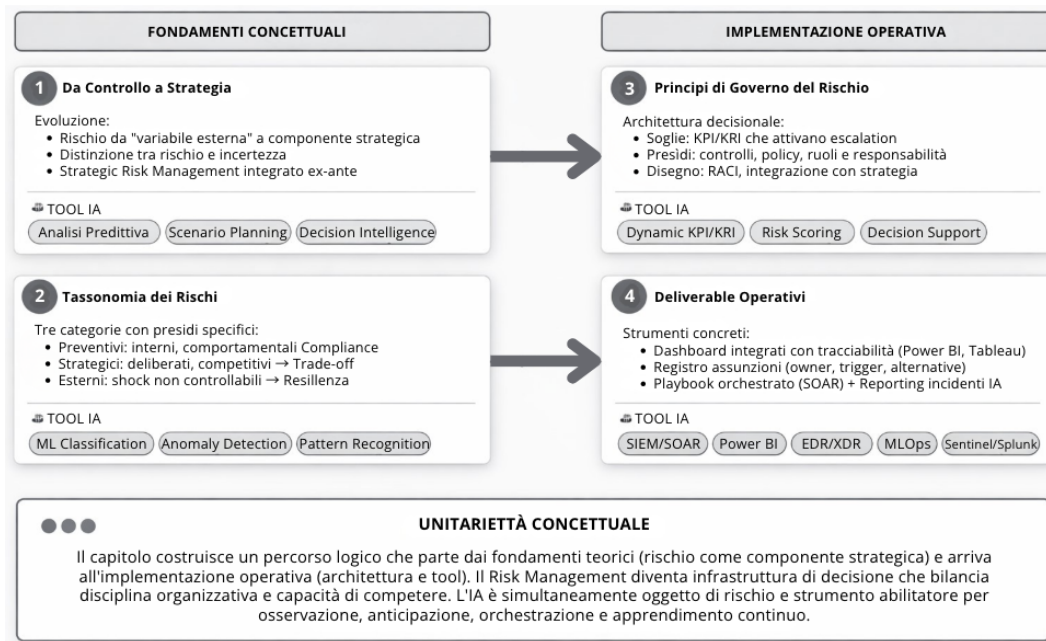 FONDAMENTI CONCETTUALI
1 Da Controllo a Strategia
Evoluzione:
• Rischio da "variabile esterna" a componente strategica
• Distinzione tra rischio e incertezza
• Strategic Risk Management integrato ex-ante
TOOL IA
Analisi Predittiva Scenario Planning Decision Intelligence
2 Tassonomia dei Rischi
Tre categorie con presidi specifici:
• Preventivi: interni, comportamentali Compliance
• Strategici: deliberati, competitivi → Trade-off
• Esterni: shock non controllabili → Resillenza
TOOL IA
ML Classification Anomaly Detection Pattern Recognition
IMPLEMENTAZIONE OPERATIVA
3 Principi di Governo del Rischio
Architettura decisionale:
• Soglie: KPI/KRI che attivano escalation
• Presìdi: controlli, policy, ruoli e responsabilità
• Disegno: RACI, integrazione con strategia
TOOL IA
Dynamic KPI/KRI Risk Scoring Decision Support
4 Deliverable Operativi
Strumenti concreti:
• Dashboard integrati con tracciabilità (Power BI, Tableau)
• Registro assunzioni (owner, trigger, alternative)
• Playbook orchestrato (SOAR) + Reporting incidenti IA
TOOL IA
SIEM/SOAR Power BI EDR/XDR MLOps Sentinel/Splunk
UNITARIETTÀ CONCETTUALE
Il capitolo costruisce un percorso logico che parte dai fondamenti teorici (rischio come componente strategica) e arriva
all'implementazione operativa (architettura e tool). Il Risk Management diventa infrastruttura di decisione che bilancia
disciplina organizzativa e capacità di competere. L'IA è simultaneamente oggetto di rischio e strumento abilitatore per
osservazione, anticipazione, orchestrazione e apprendimento continuo.